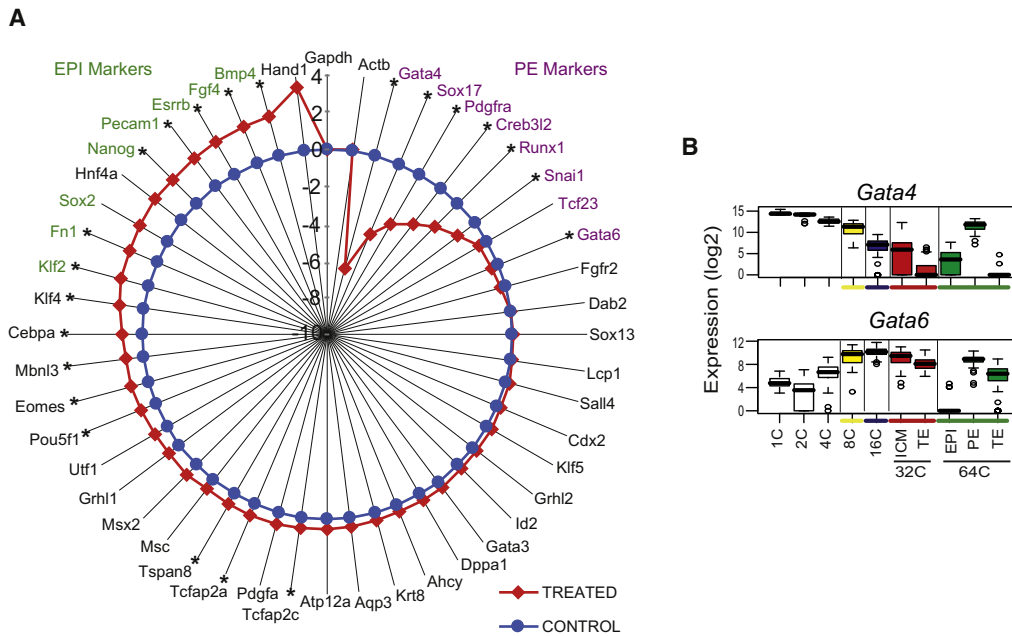 A
EPI Markers
PE Markers
Gapdh
Actb
* Gata4
* Sox17
* Pdgfra
* Creb3l2
* Runx1
* Snai1
Tcf23
* Gata6
Fgfr2
Dab2
Sox13
Lcp1
Sall4
Cdx2
Klf5
Grhl2
Id2
Gata3
Dppa1
Ahcy
Krt8
Aqp3
Atp12a
Tcfap2c *
Pdgfa
Tcfap2a *
Tspan8 *
Msc
Msx2
Grhl1
Utf1
Pou5f1 *
Eomes *
Mbnl3 *
Cebpa *
Klf4 *
Klf2 *
Fn1 *
Sox2
Hnf4a
Nanog *
Pecam1 *
Esrrb *
Fgf4 *
Bmp4 *
Hand1
4
2
0
-2
-4
-6
-8
-10
TREATED
CONTROL
B
Gata4
15
10
5
0
Expression (log2)
Gata6
12
8
4
0
1C
2C
4C
8C
16C
ICM
TE
EPI
PE
TE
32C
64C